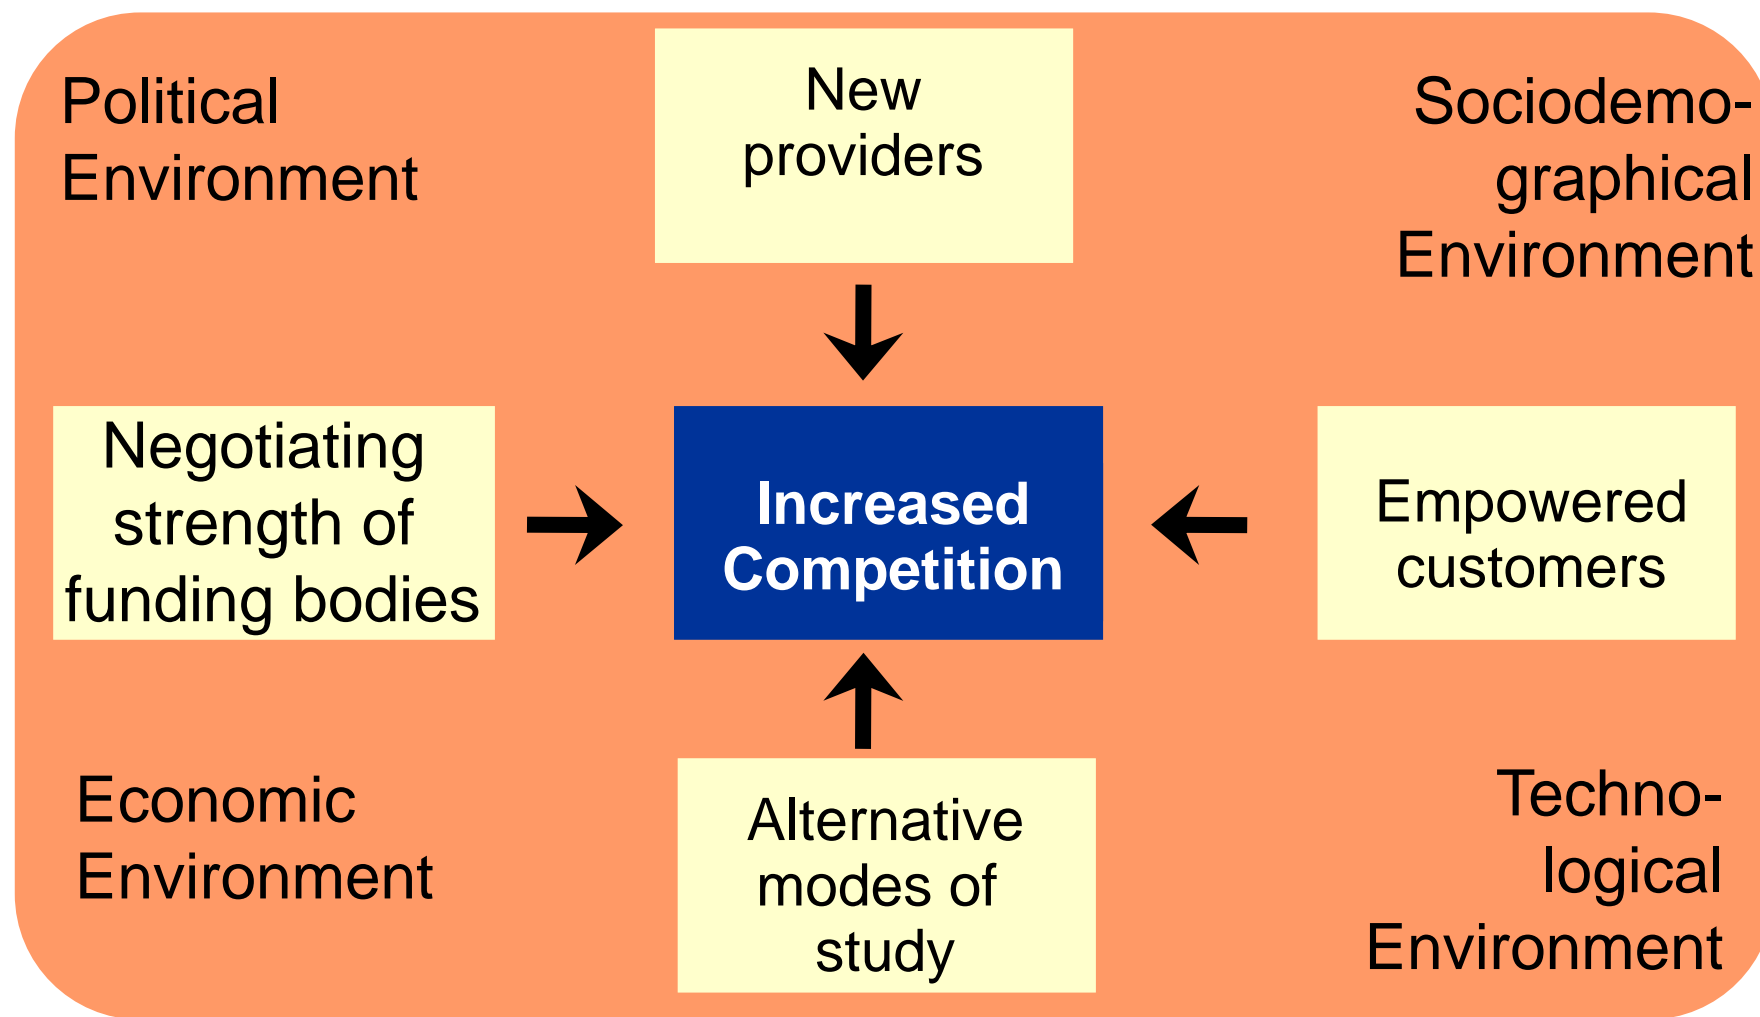 Political
Environment
New
providers
Sociodemo-
graphical
Environment
Negotiating
strength of
funding bodies
Increased
Competition
Empowered
customers
Economic
Environment
Alternative
modes of
study
Techno-
logical
Environment